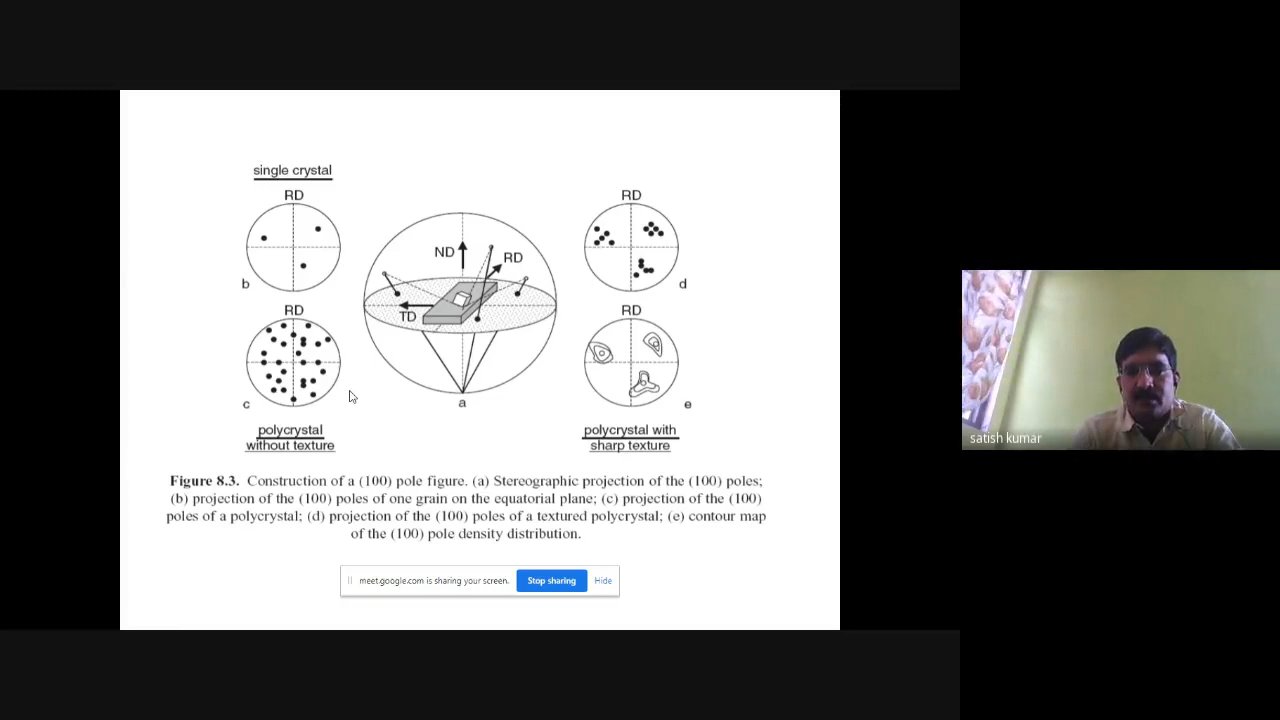 single crystal
RD
b
RD
c
polycrystal
without texture
ND
RD
TD
a
RD
d
RD
e
polycrystal with
sharp texture
Figure 8.3. Construction of a (100) pole figure. (a) Stereographic projection of the (100) poles;
(b) projection of the (100) poles of one grain on the equatorial plane; (c) projection of the (100)
poles of a polycrystal; (d) projection of the (100) poles of a textured polycrystal; (e) contour map
of the (100) pole density distribution.
meet.google.com is sharing your screen. Stop sharing Hide
satish kumar